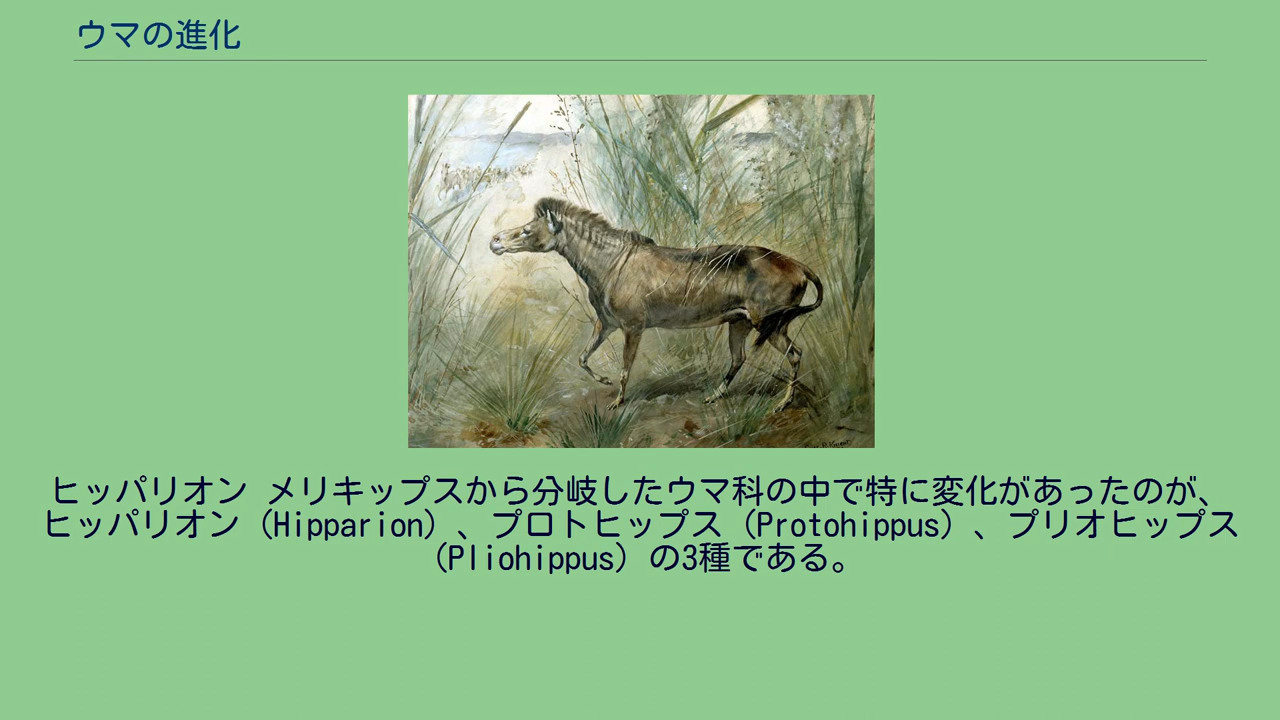 ウマの進化
ヒッパリオン メリキップスから分岐したウマ科の中で特に変化があったのが、
ヒッパリオン（Hipparion）、プロトヒップス（Protohippus）、プリオヒップス
（Pliohippus）の3種である。